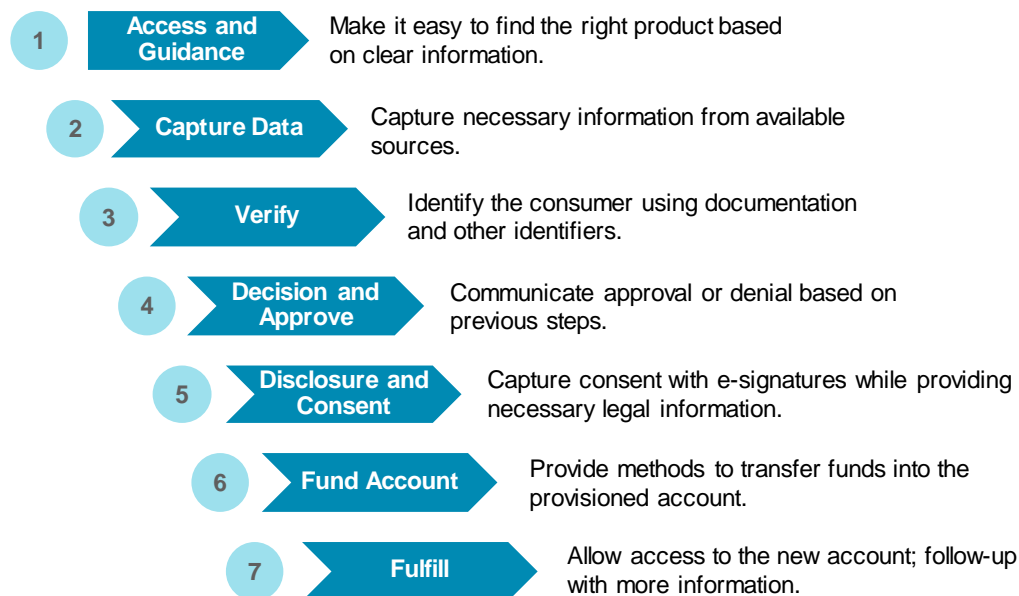 1
Access and
Guidance
Make it easy to find the right product based
on clear information.
2
Capture Data
Capture necessary information from available
sources.
3
Verify
Identify the consumer using documentation
and other identifiers.
4
Decision and
Approve
Communicate approval or denial based on
previous steps.
5
Disclosure and
Consent
Capture consent with e-signatures while providing
necessary legal information.
6
Fund Account
Provide methods to transfer funds into the
provisioned account.
7
Fulfill
Allow access to the new account; follow-up
with more information.